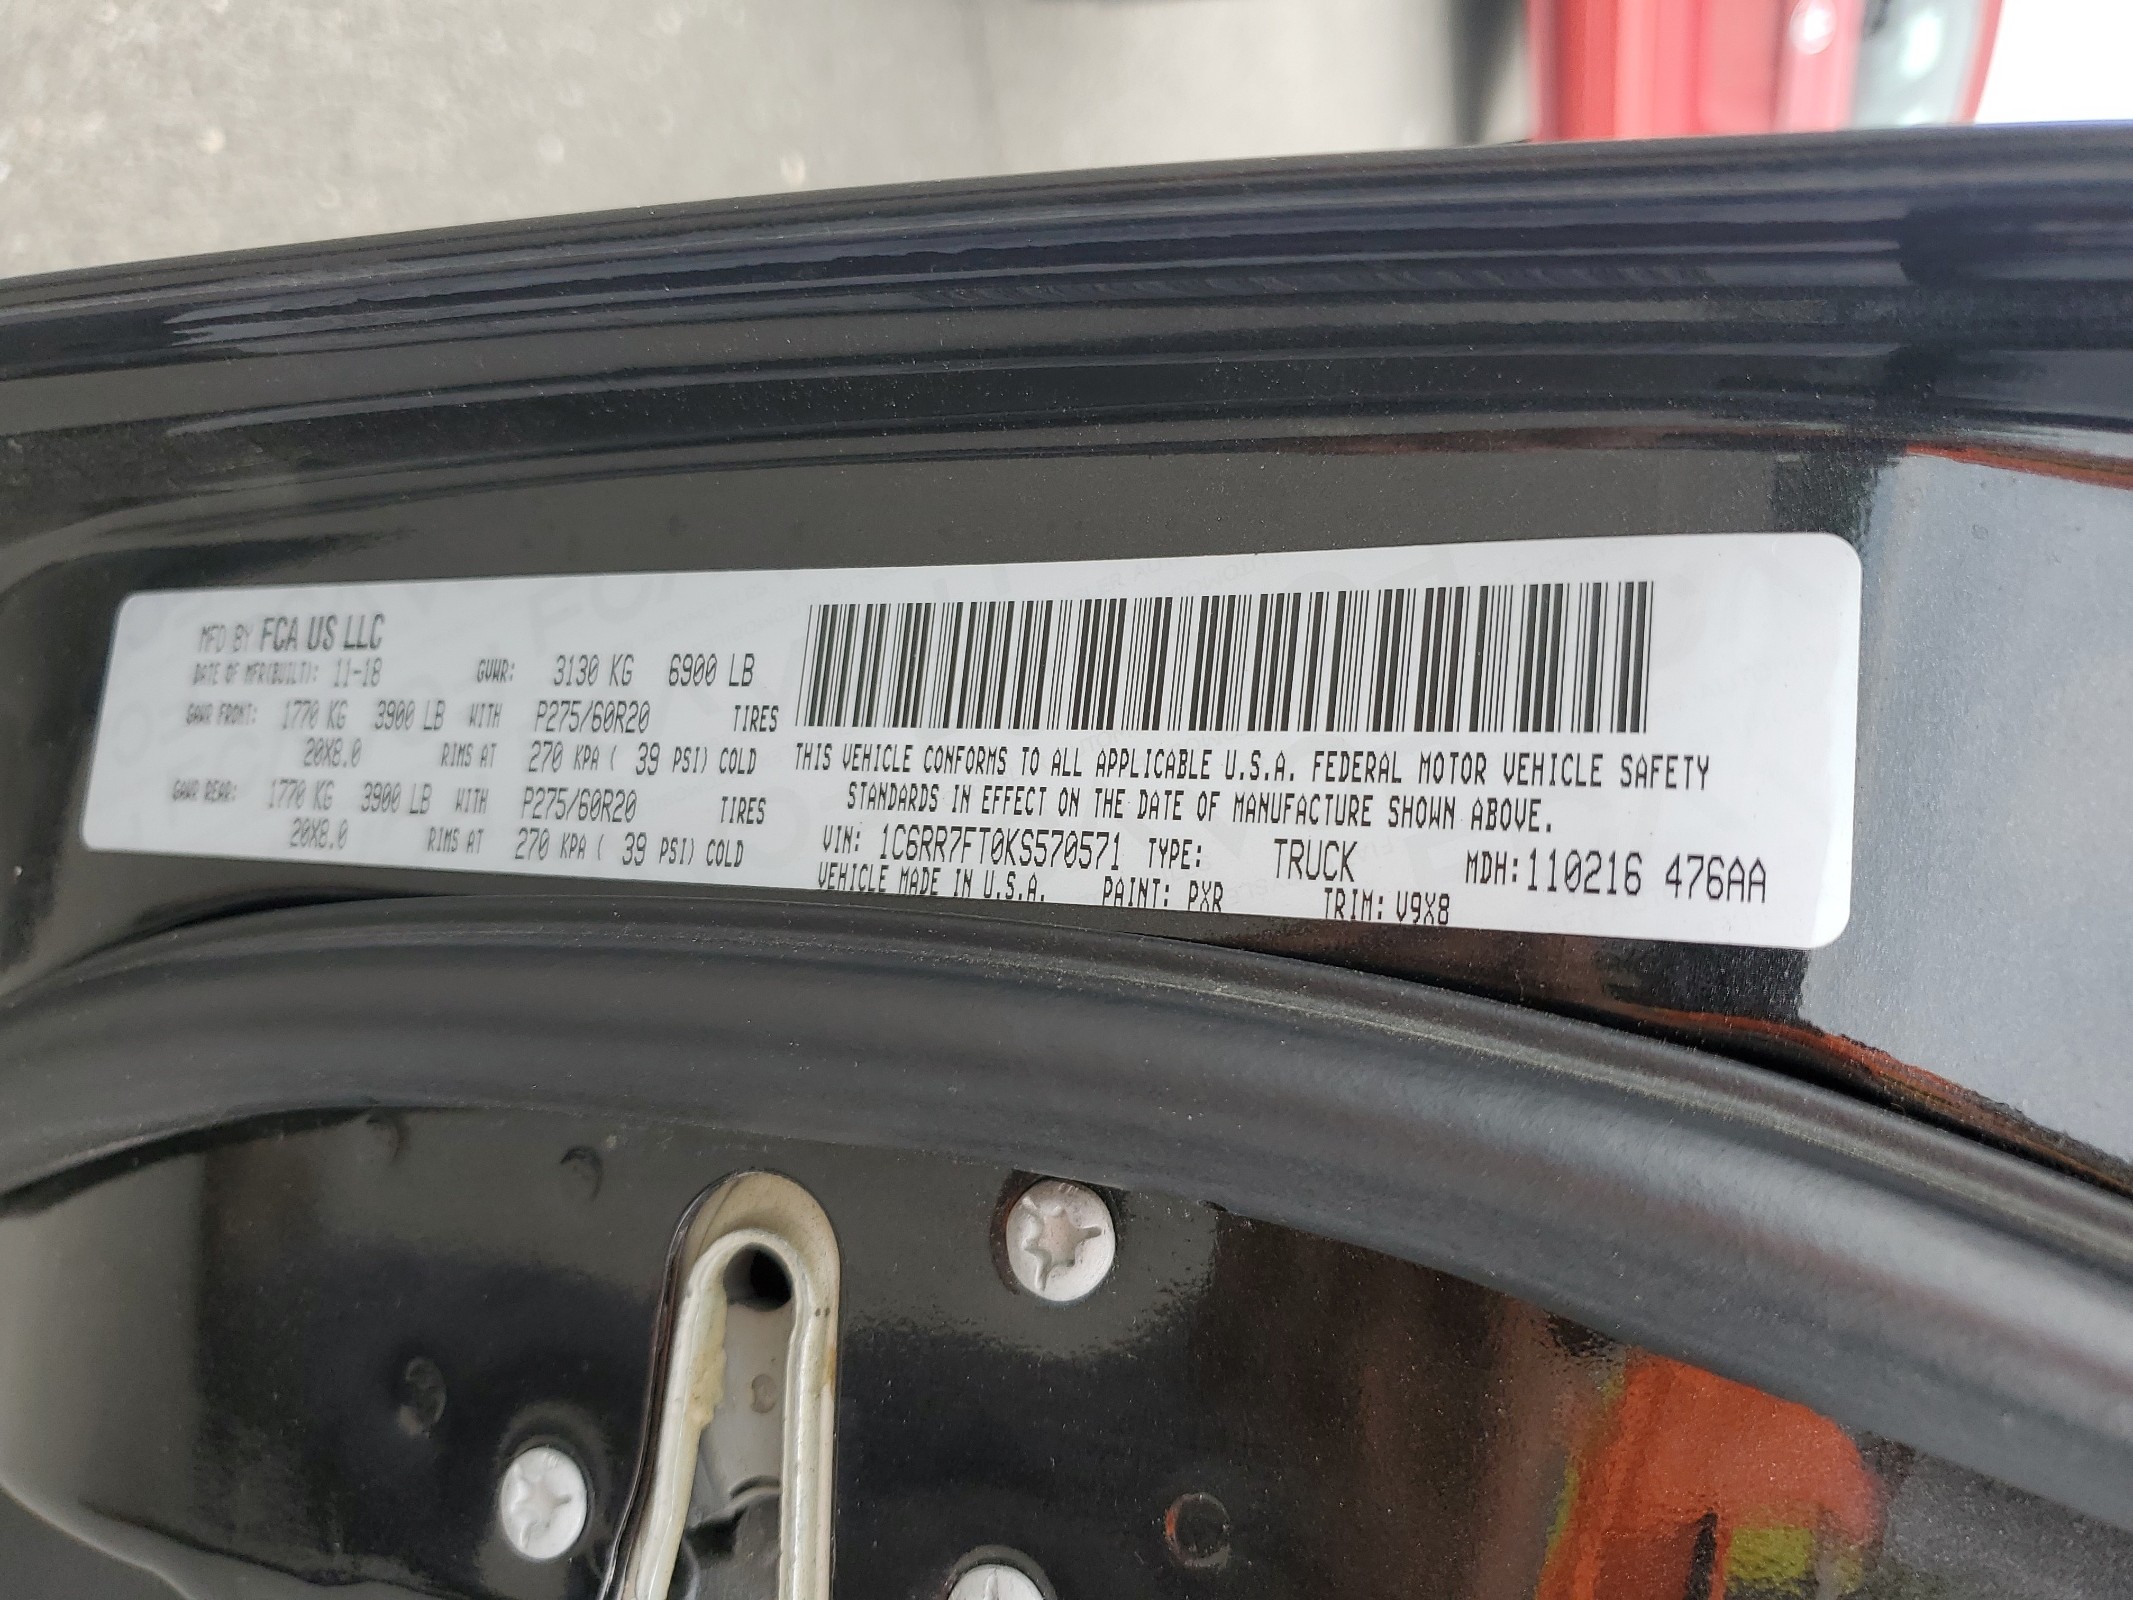 MFD BY FCA US LLC
DATE OF MFR(BUILT): 11-18 GVWR: 3130 KG 6900 LB
GAWR FRONT: 1770 KG 3900 LB WITH P275/60R20 TIRES
20X8.0 RIMS AT 270 KPA ( 39 PSI) COLD
GAWR REAR: 1770 KG 3900 LB WITH P275/60R20 TIRES
20X8.0 RIMS AT 270 KPA ( 39 PSI) COLD
THIS VEHICLE CONFORMS TO ALL APPLICABLE U.S.A. FEDERAL MOTOR VEHICLE SAFETY
STANDARDS IN EFFECT ON THE DATE OF MANUFACTURE SHOWN ABOVE.
VIN: 1C6RR7FT0KS570571 TYPE: TRUCK MDH:110216 476AA
VEHICLE MADE IN U.S.A. PAINT: PXR TRIM: V9X8